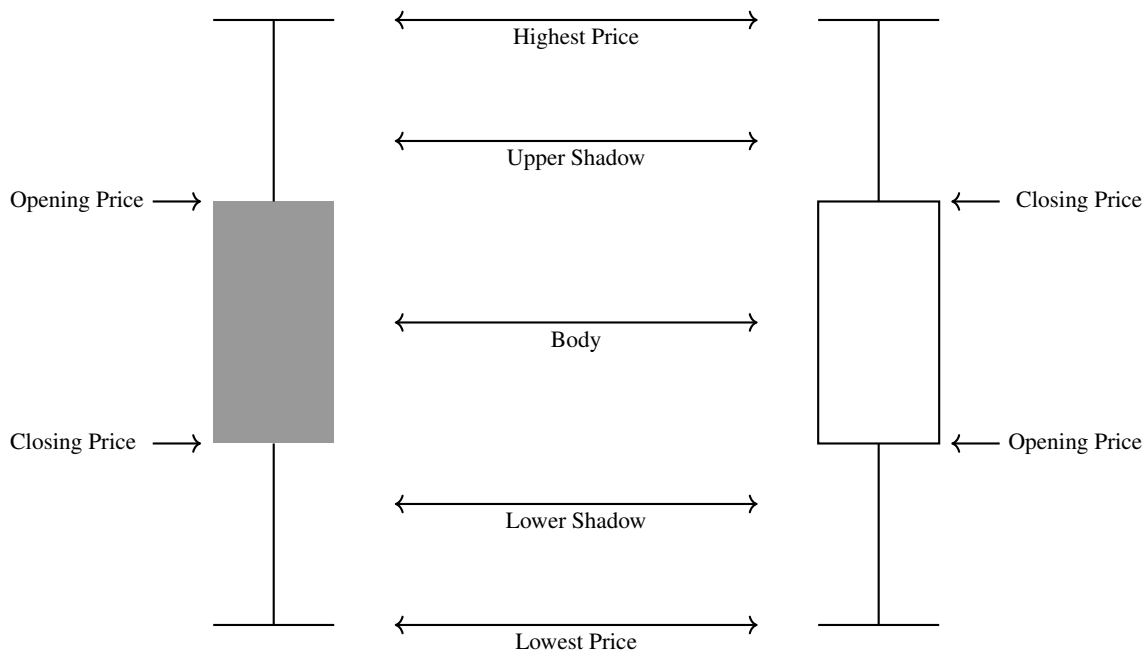 Highest Price
Upper Shadow
Opening Price
Closing Price
Body
Closing Price
Opening Price
Lower Shadow
Lowest Price